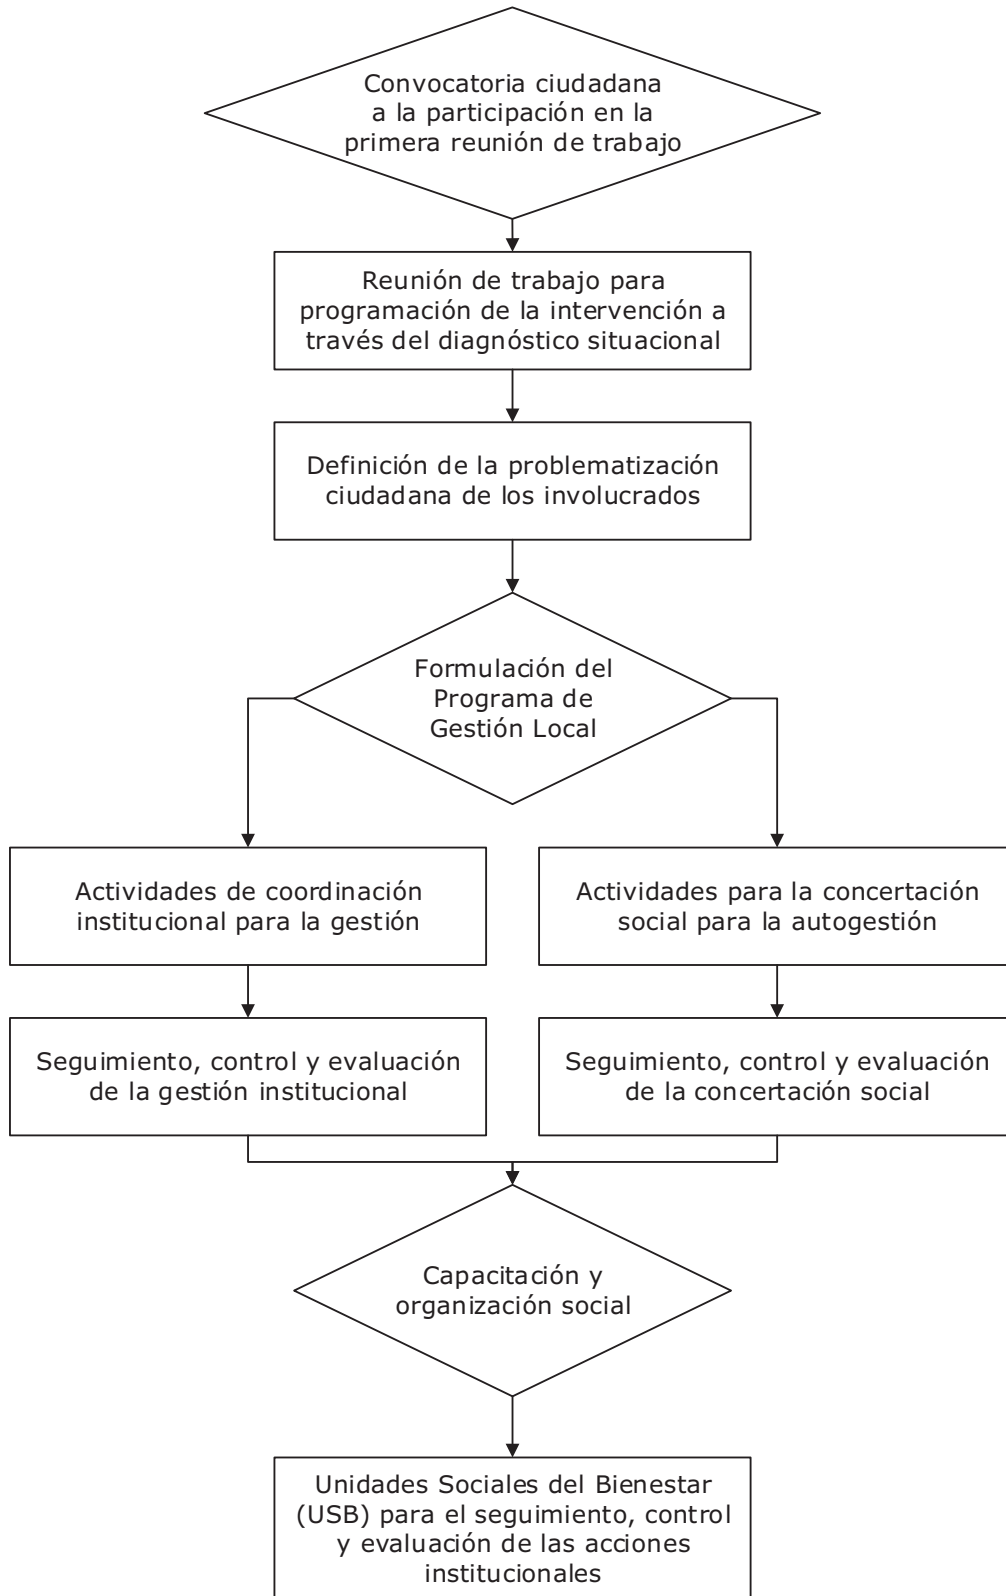 Convocatoria ciudadana
a la participación en la
primera reunión de trabajo
Reunión de trabajo para
programación de la intervención a
través del diagnóstico situacional
Definición de la problematización
ciudadana de los involucrados
Formulación del
Programa de
Gestión Local
Actividades de coordinación
institucional para la gestión
Actividades para la concertación
social para la autogestión
Seguimiento, control y evaluación
de la gestión institucional
Seguimiento, control y evaluación
de la concertación social
Capacitación y
organización social
Unidades Sociales del Bienestar
(USB) para el seguimiento, control
y evaluación de las acciones
institucionales